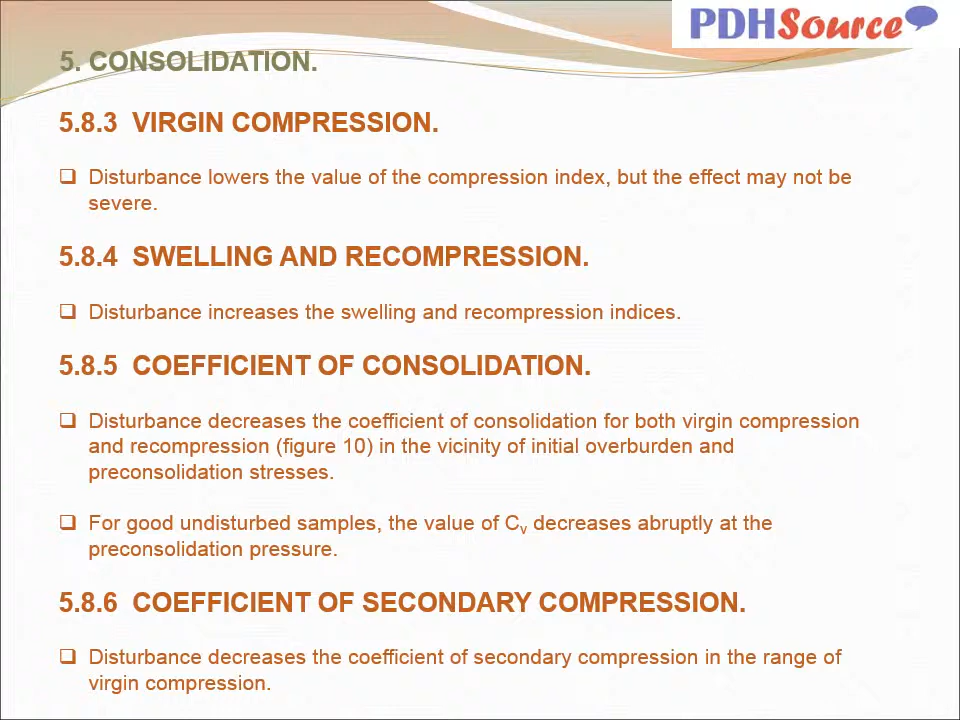 PDHSource
5. CONSOLIDATION.
5.8.3 VIRGIN COMPRESSION.
❑ Disturbance lowers the value of the compression index, but the effect may not be
severe.
5.8.4 SWELLING AND RECOMPRESSION.
❑ Disturbance increases the swelling and recompression indices.
5.8.5 COEFFICIENT OF CONSOLIDATION.
❑ Disturbance decreases the coefficient of consolidation for both virgin compression
and recompression (figure 10) in the vicinity of initial overburden and
preconsolidation stresses.
❑ For good undisturbed samples, the value of Cv decreases abruptly at the
preconsolidation pressure.
5.8.6 COEFFICIENT OF SECONDARY COMPRESSION.
❑ Disturbance decreases the coefficient of secondary compression in the range of
virgin compression.